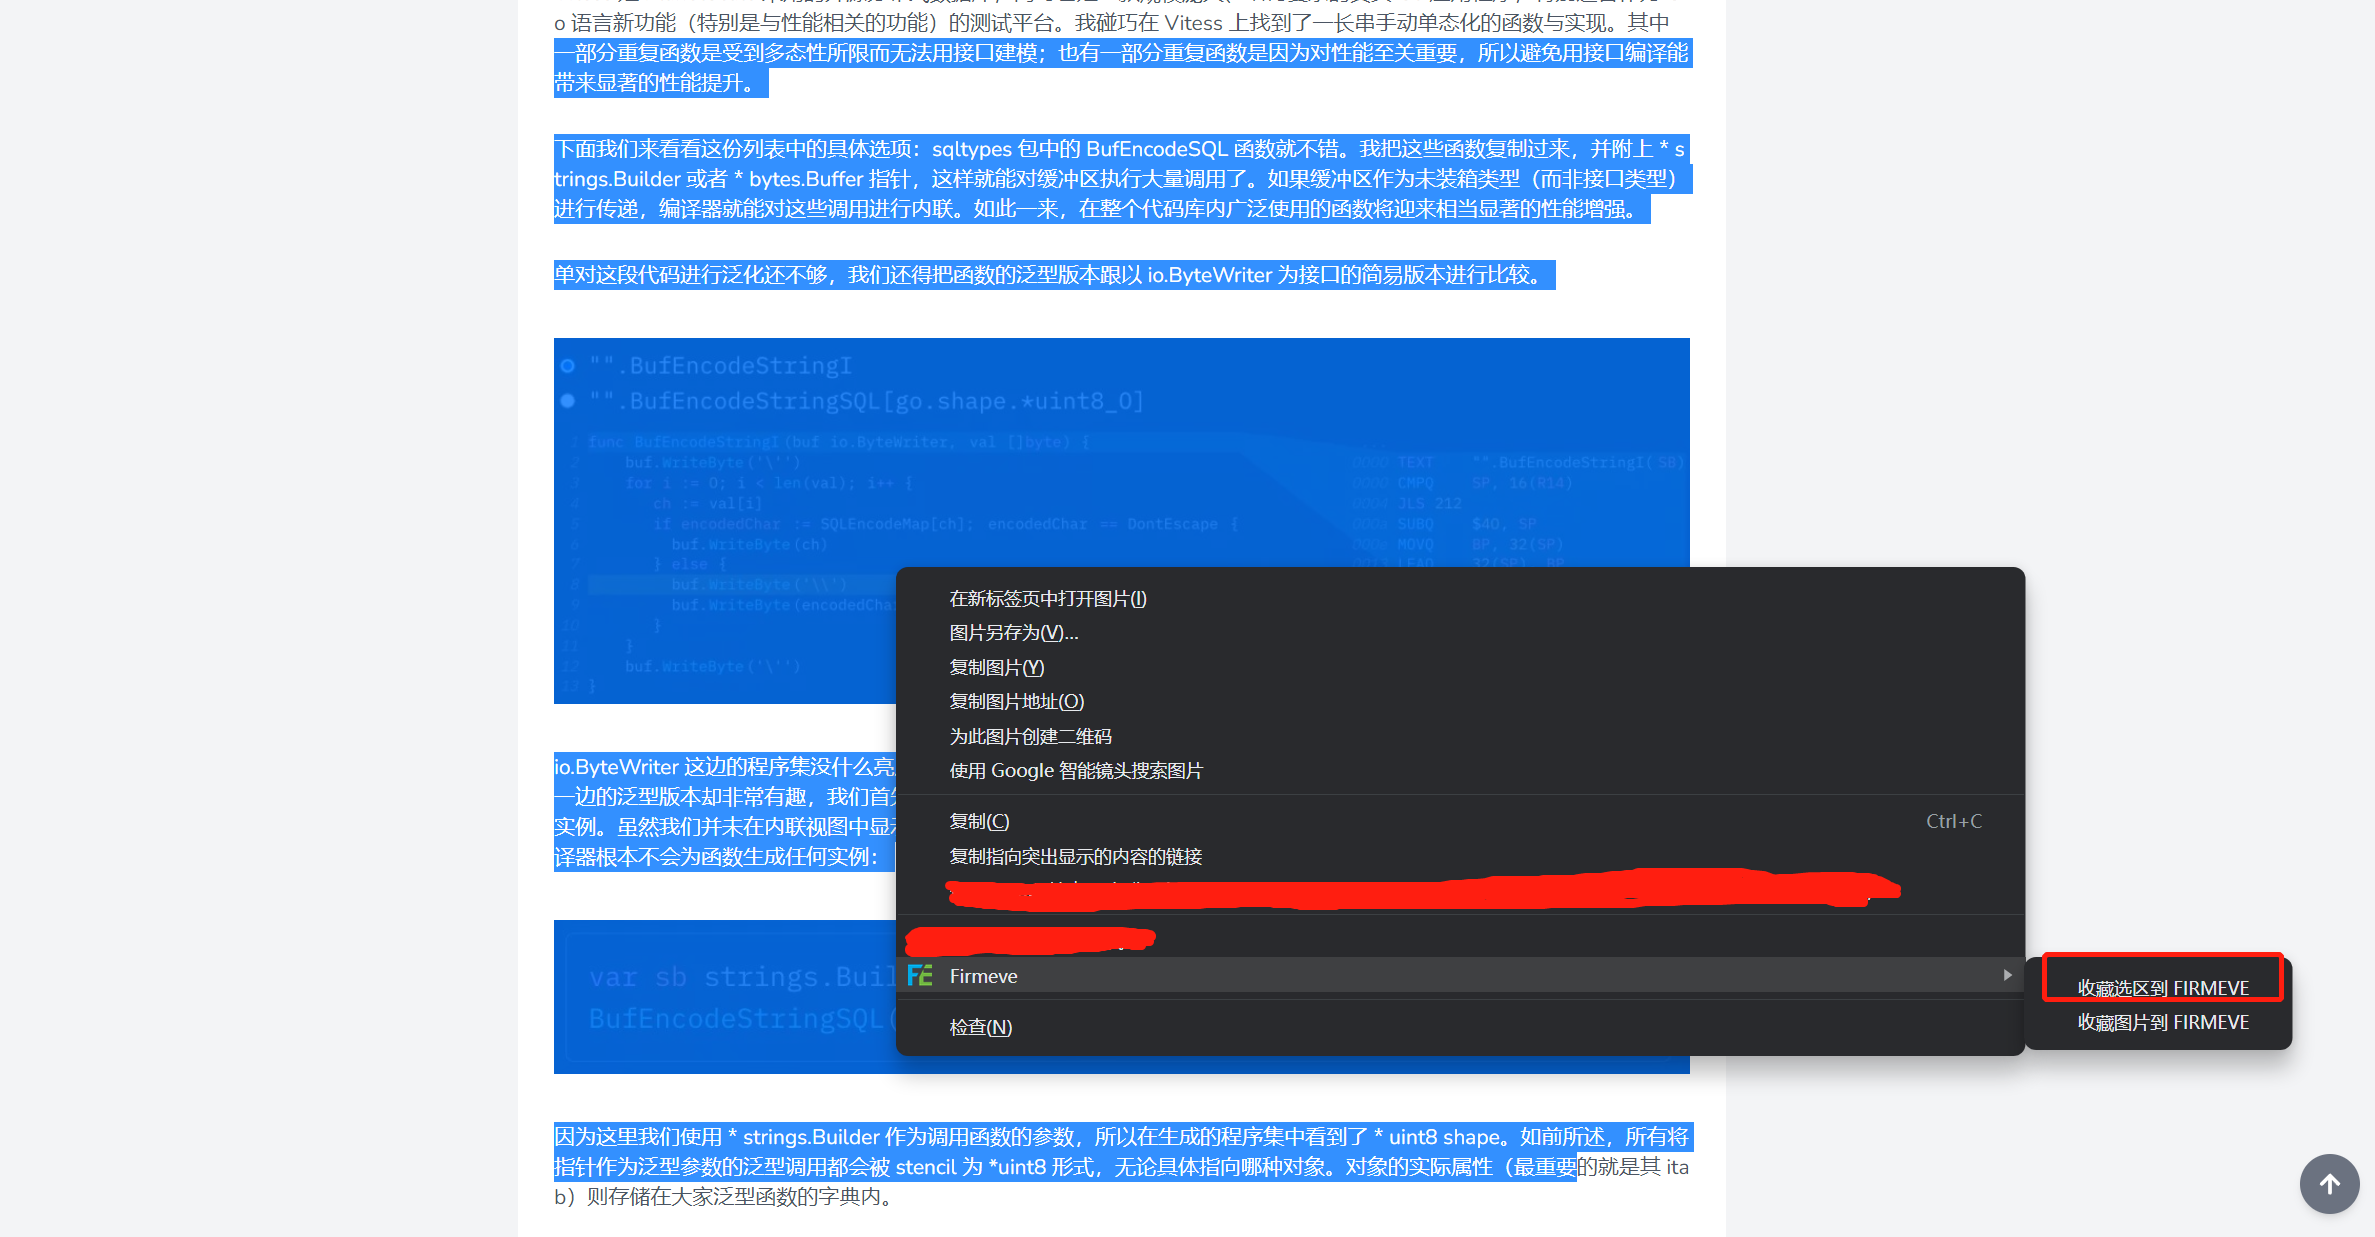 o 语言新功能（特别是与性能相关的功能）的测试平台。我碰巧在 Vitess 上找到了一长串手动单态化的函数与实现。其中
一部分重复函数是受到多态性所限而无法用接口建模；也有一部分重复函数是因为对性能至关重要，所以避免用接口编译能
带来显著的性能提升。
下面我们来看看这份列表中的具体选项：sqltypes 包中的 BufEncodeSQL 函数就不错。我把这些函数复制过来，并附上 * s
trings.Builder 或者 * bytes.Buffer 指针，这样就能对缓冲区执行大量调用了。如果缓冲区作为未装箱类型（而非接口类型）
进行传递，编译器就能对这些调用进行内联。如此一来，在整个代码库内广泛使用的函数将迎来相当显著的性能增强。
单对这段代码进行泛化还不够，我们还得把函数的泛型版本跟以 io.ByteWriter 为接口的简易版本进行比较。
"".BufEncodeStringI
"".BufEncodeStringSQL[go.shape.*uint8_0]
1 func BufEncodeStringI(buf io.ByteWriter, val []byte) {
2 buf.WriteByte('\'')
3 for i := 0; i < len(val); i++ {
4 ch := val[i]
5 if encodedChar := SQLEncodeMap[ch]; encodedChar == DontEscape {
6 buf.WriteByte(ch)
7 } else {
8 buf.WriteByte('\\')
9 buf.WriteByte(encodedCha
10 }
11 }
12 buf.WriteByte('\'')
13 }
0000 TEXT "".BufEncodeStringI(SB)
0000 CMPQ SP, 16(R14)
0004 JLS 212
000a SUBQ $40, SP
000e MOVQ BP, 32(SP)
0013 LEAQ 32(SP), BP
io.ByteWriter 这边的程序集没什么亮
一边的泛型版本却非常有趣，我们首
实例。虽然我们并未在内联视图中显
译器根本不会为函数生成任何实例：
var sb strings.Buil
BufEncodeStringSQL(
在新标签页中打开图片(I)
图片另存为(V)...
复制图片(Y)
复制图片地址(O)
为此图片创建二维码
使用 Google 智能镜头搜索图片
复制(C) Ctrl+C
复制指向突出显示的内容的链接
FE Firmeve
检查(N)
收藏选区到 FIRMEVE
收藏图片到 FIRMEVE
因为这里我们使用 * strings.Builder 作为调用函数的参数，所以在生成的程序集中看到了 * uint8 shape。如前所述，所有将
指针作为泛型参数的泛型调用都会被 stencil 为 *uint8 形式，无论具体指向哪种对象。对象的实际属性（最重要的就是其 ita
b）则存储在大家泛型函数的字典内。